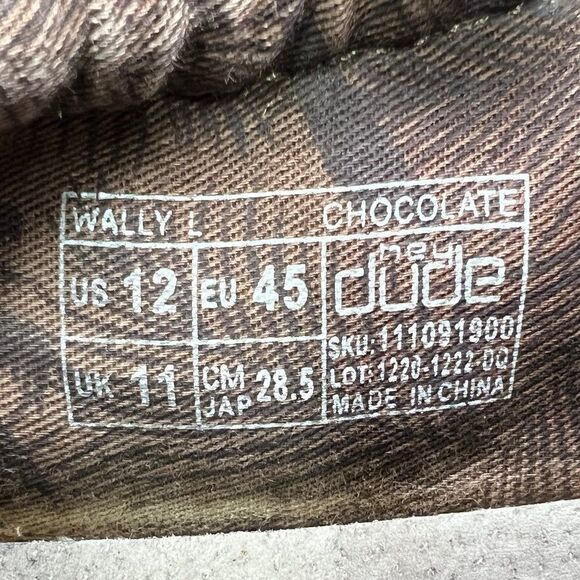 WALLY L CHOCOLATE
US 12 EU 45 hey dude
UK 11 CM JAP 28.5
SKU: 111091900
LOT: 1220-1222-DQ
MADE IN CHINA